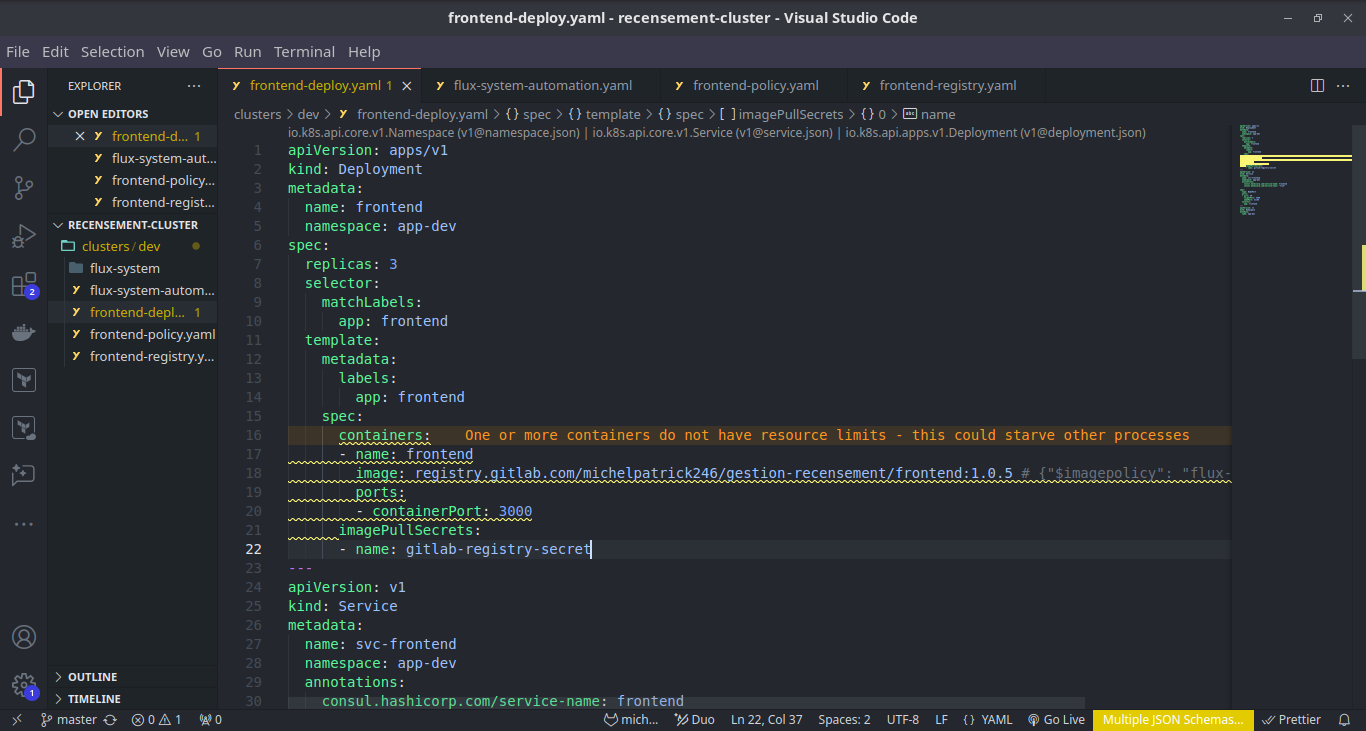 frontend-deploy.yaml - recensement-cluster - Visual Studio Code
File Edit Selection View Go Run Terminal Help
EXPLORER
OPEN EDITORS
frontend-d... 1
flux-system-aut...
frontend-policy...
frontend-regist...
RECENSEMENT-CLUSTER
clusters / dev
flux-system
flux-system-autom...
frontend-depl... 1
frontend-policy.yaml
frontend-registry.y...
OUTLINE
TIMELINE
2
1
frontend-deploy.yaml 1 flux-system-automation.yaml frontend-policy.yaml frontend-registry.yaml
clusters > dev > frontend-deploy.yaml > {} spec > {} template > {} spec > [ ] imagePullSecrets > {} 0 > abc name
io.k8s.api.core.v1.Namespace (v1@namespace.json) | io.k8s.api.core.v1.Service (v1@service.json) | io.k8s.api.apps.v1.Deployment (v1@deployment.json)
1 apiVersion: apps/v1
2 kind: Deployment
3 metadata:
4 name: frontend
5 namespace: app-dev
6 spec:
7 replicas: 3
8 selector:
9 matchLabels:
10 app: frontend
11 template:
12 metadata:
13 labels:
14 app: frontend
15 spec:
16 containers: One or more containers do not have resource limits - this could starve other processes
17 - name: frontend
18 image: registry.gitlab.com/michelpatrick246/gestion-recensement/frontend:1.0.5 # {"$imagepolicy": "flux-
19 ports:
20 - containerPort: 3000
21 imagePullSecrets:
22 - name: gitlab-registry-secret
23 ---
24 apiVersion: v1
25 kind: Service
26 metadata:
27 name: svc-frontend
28 namespace: app-dev
29 annotations:
30 consul.hashicorp.com/service-name: frontend
master 0 1 0 mich... Duo Ln 22, Col 37 Spaces: 2 UTF-8 LF {} YAML Go Live Multiple JSON Schemas... Prettier